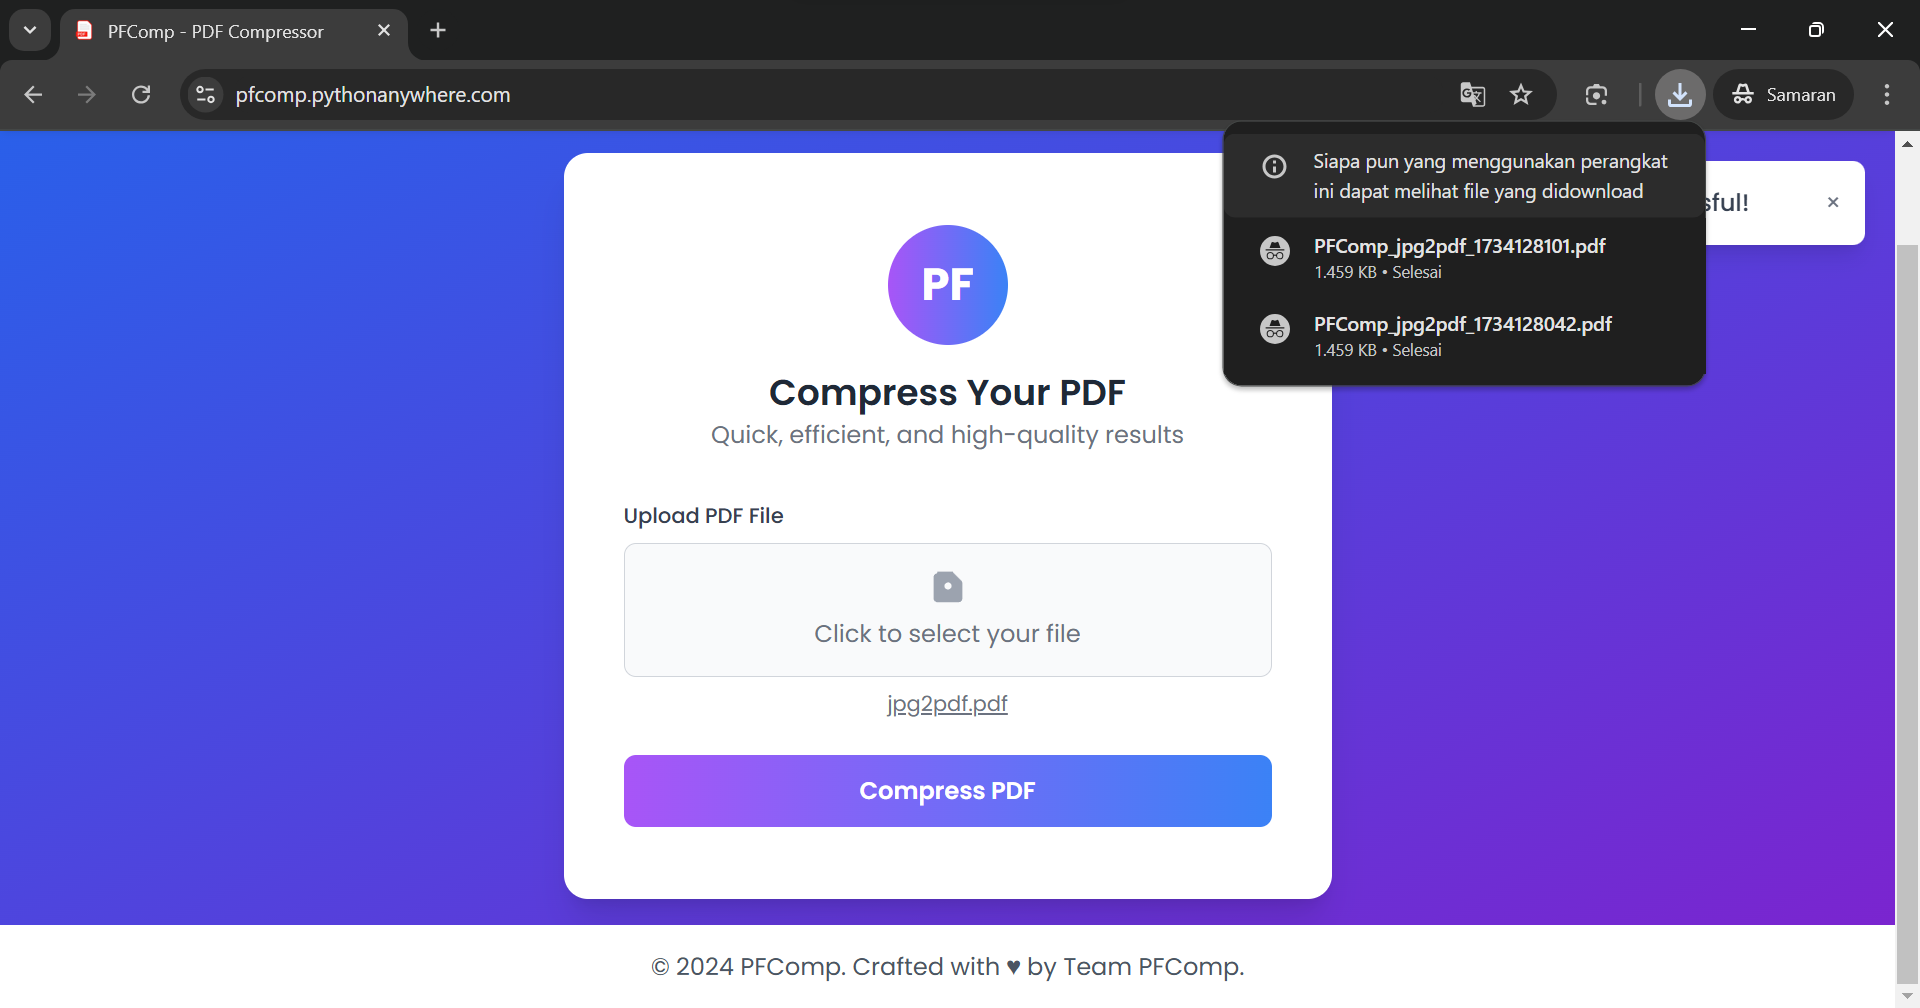 PFComp - PDF Compressor
pfcomp.pythonanywhere.com
Samaran
Siapa pun yang menggunakan perangkat
ini dapat melihat file yang didownload
PFComp_jpg2pdf_1734128101.pdf
1.459 KB • Selesai
PFComp_jpg2pdf_1734128042.pdf
1.459 KB • Selesai
PF
Compress Your PDF
Quick, efficient, and high-quality results
Upload PDF File
Click to select your file
jpg2pdf.pdf
Compress PDF
© 2024 PFComp. Crafted with ♥ by Team PFComp.